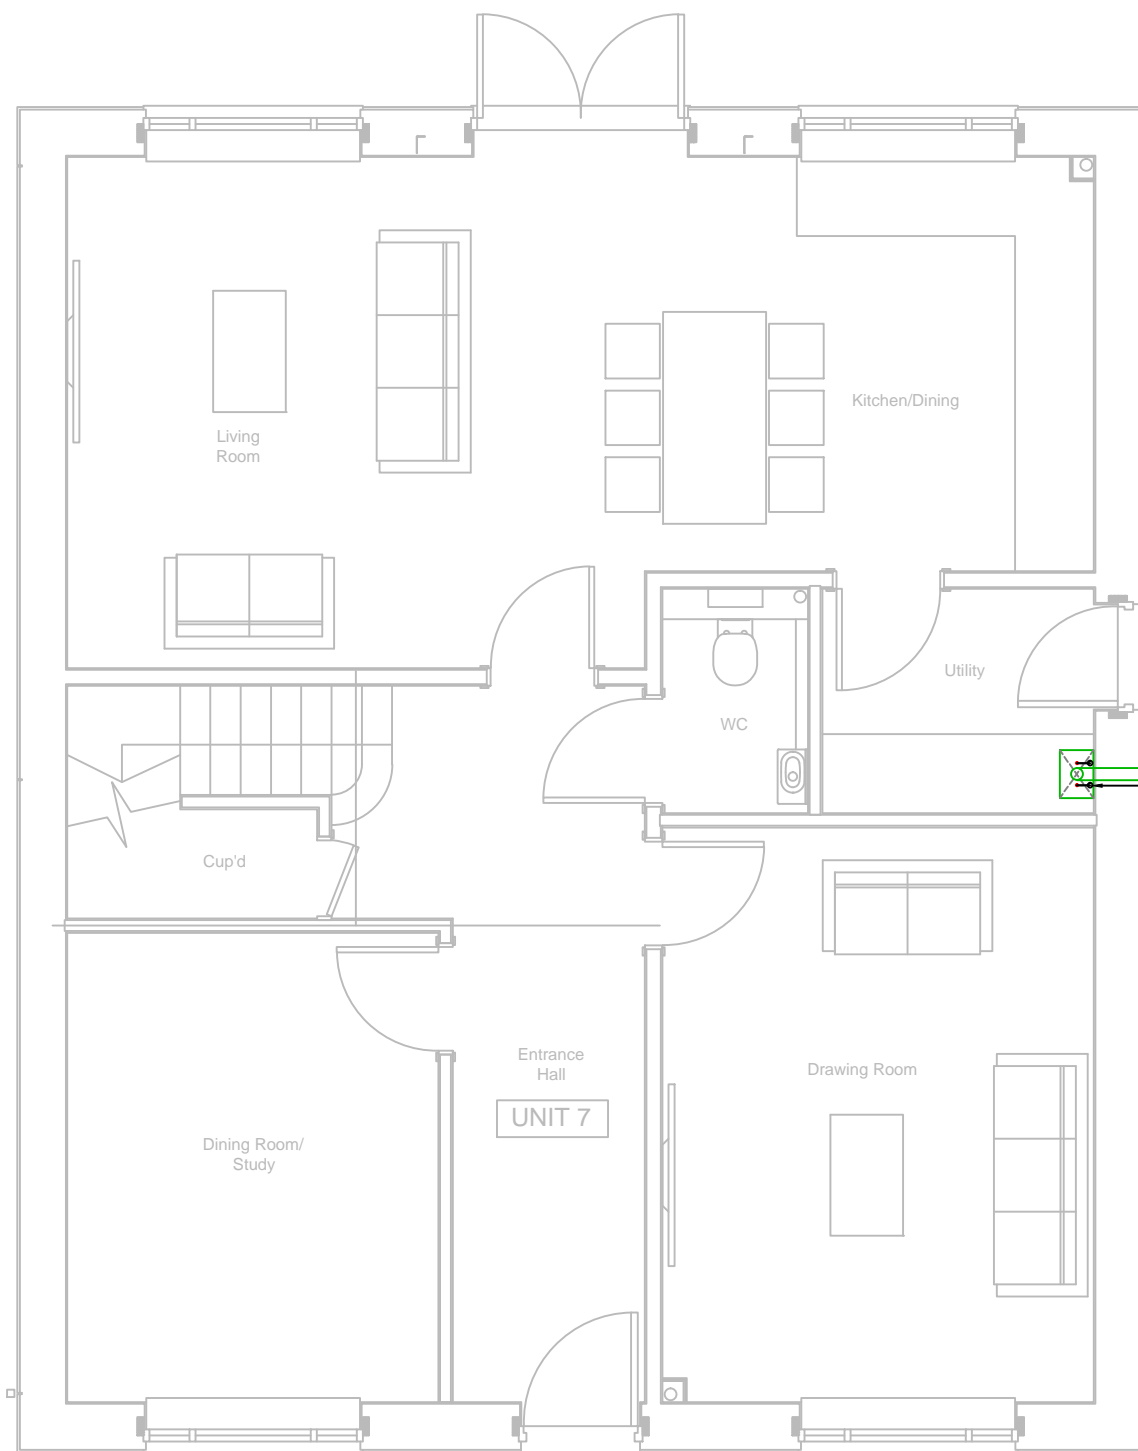 Kitchen/Dining
Living
Room
Utility
WC
Cup'd
Entrance
Hall
Drawing Room
UNIT 7
Dining Room/
Study